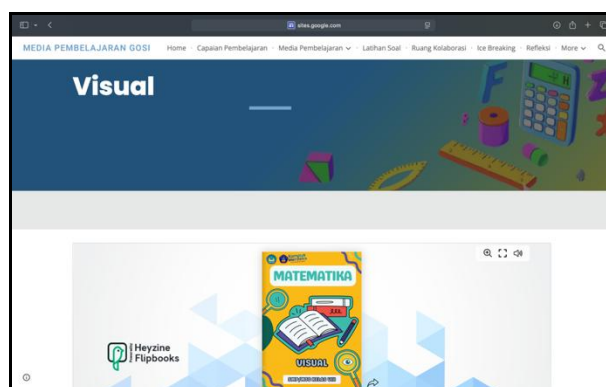 sites.google.com
MEDIA PEMBELAJARAN GOSI
Home
Capaian Pembelajaran
Media Pembelajaran
Latihan Soal
Ruang Kolaborasi
Ice Breaking
Refleksi
More
Visual
MATEMATIKA
Heyzine
Flipbooks
VISUAL